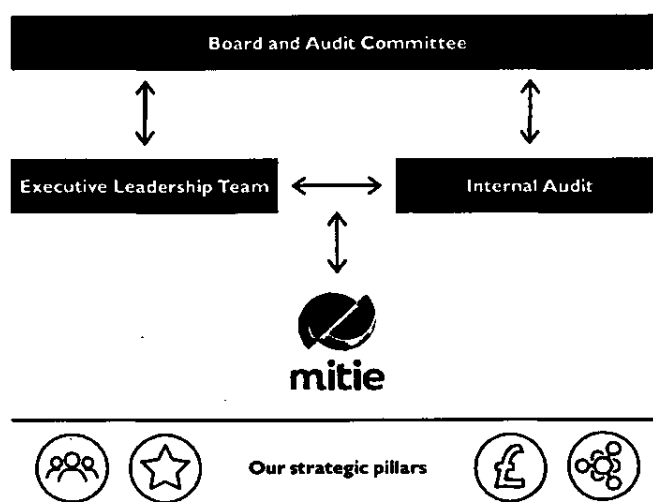 Board and Audit Committee
Executive Leadership Team
Internal Audit
mitie
Our strategic pillars
£